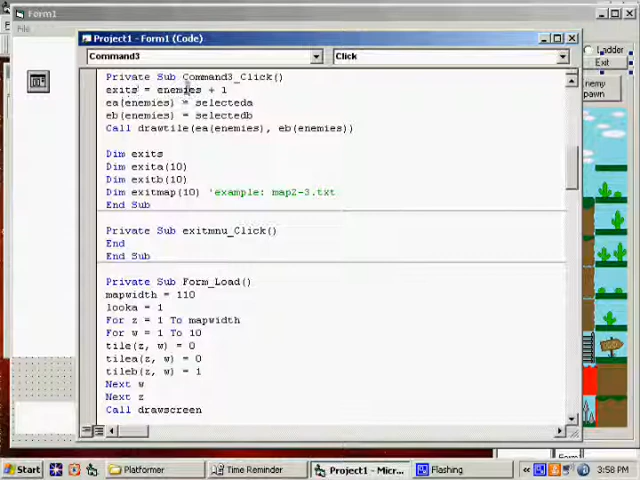 Form1
File
Project1 - Form1 (Code)
Command3
Click
Private Sub Command3_Click()
exits = enemies + 1
ea(enemies) = selecteda
eb(enemies) = selectedb
Call drawtile(ea(enemies), eb(enemies))
Dim exits
Dim exita(10)
Dim exitb(10)
Dim exitmap(10) 'example: map2-3.txt
End Sub
Private Sub exitmnu_Click()
End
End Sub
Private Sub Form_Load()
mapwidth = 110
looka = 1
For z = 1 To mapwidth
For w = 1 To 10
tile(z, w) = 0
tilea(z, w) = 0
tileb(z, w) = 1
Next w
Next z
Call drawscreen
Ladder
Exit
enemy
Start
Platformer
Time Reminder
Project1 - Micr...
Flashing
3:58 PM